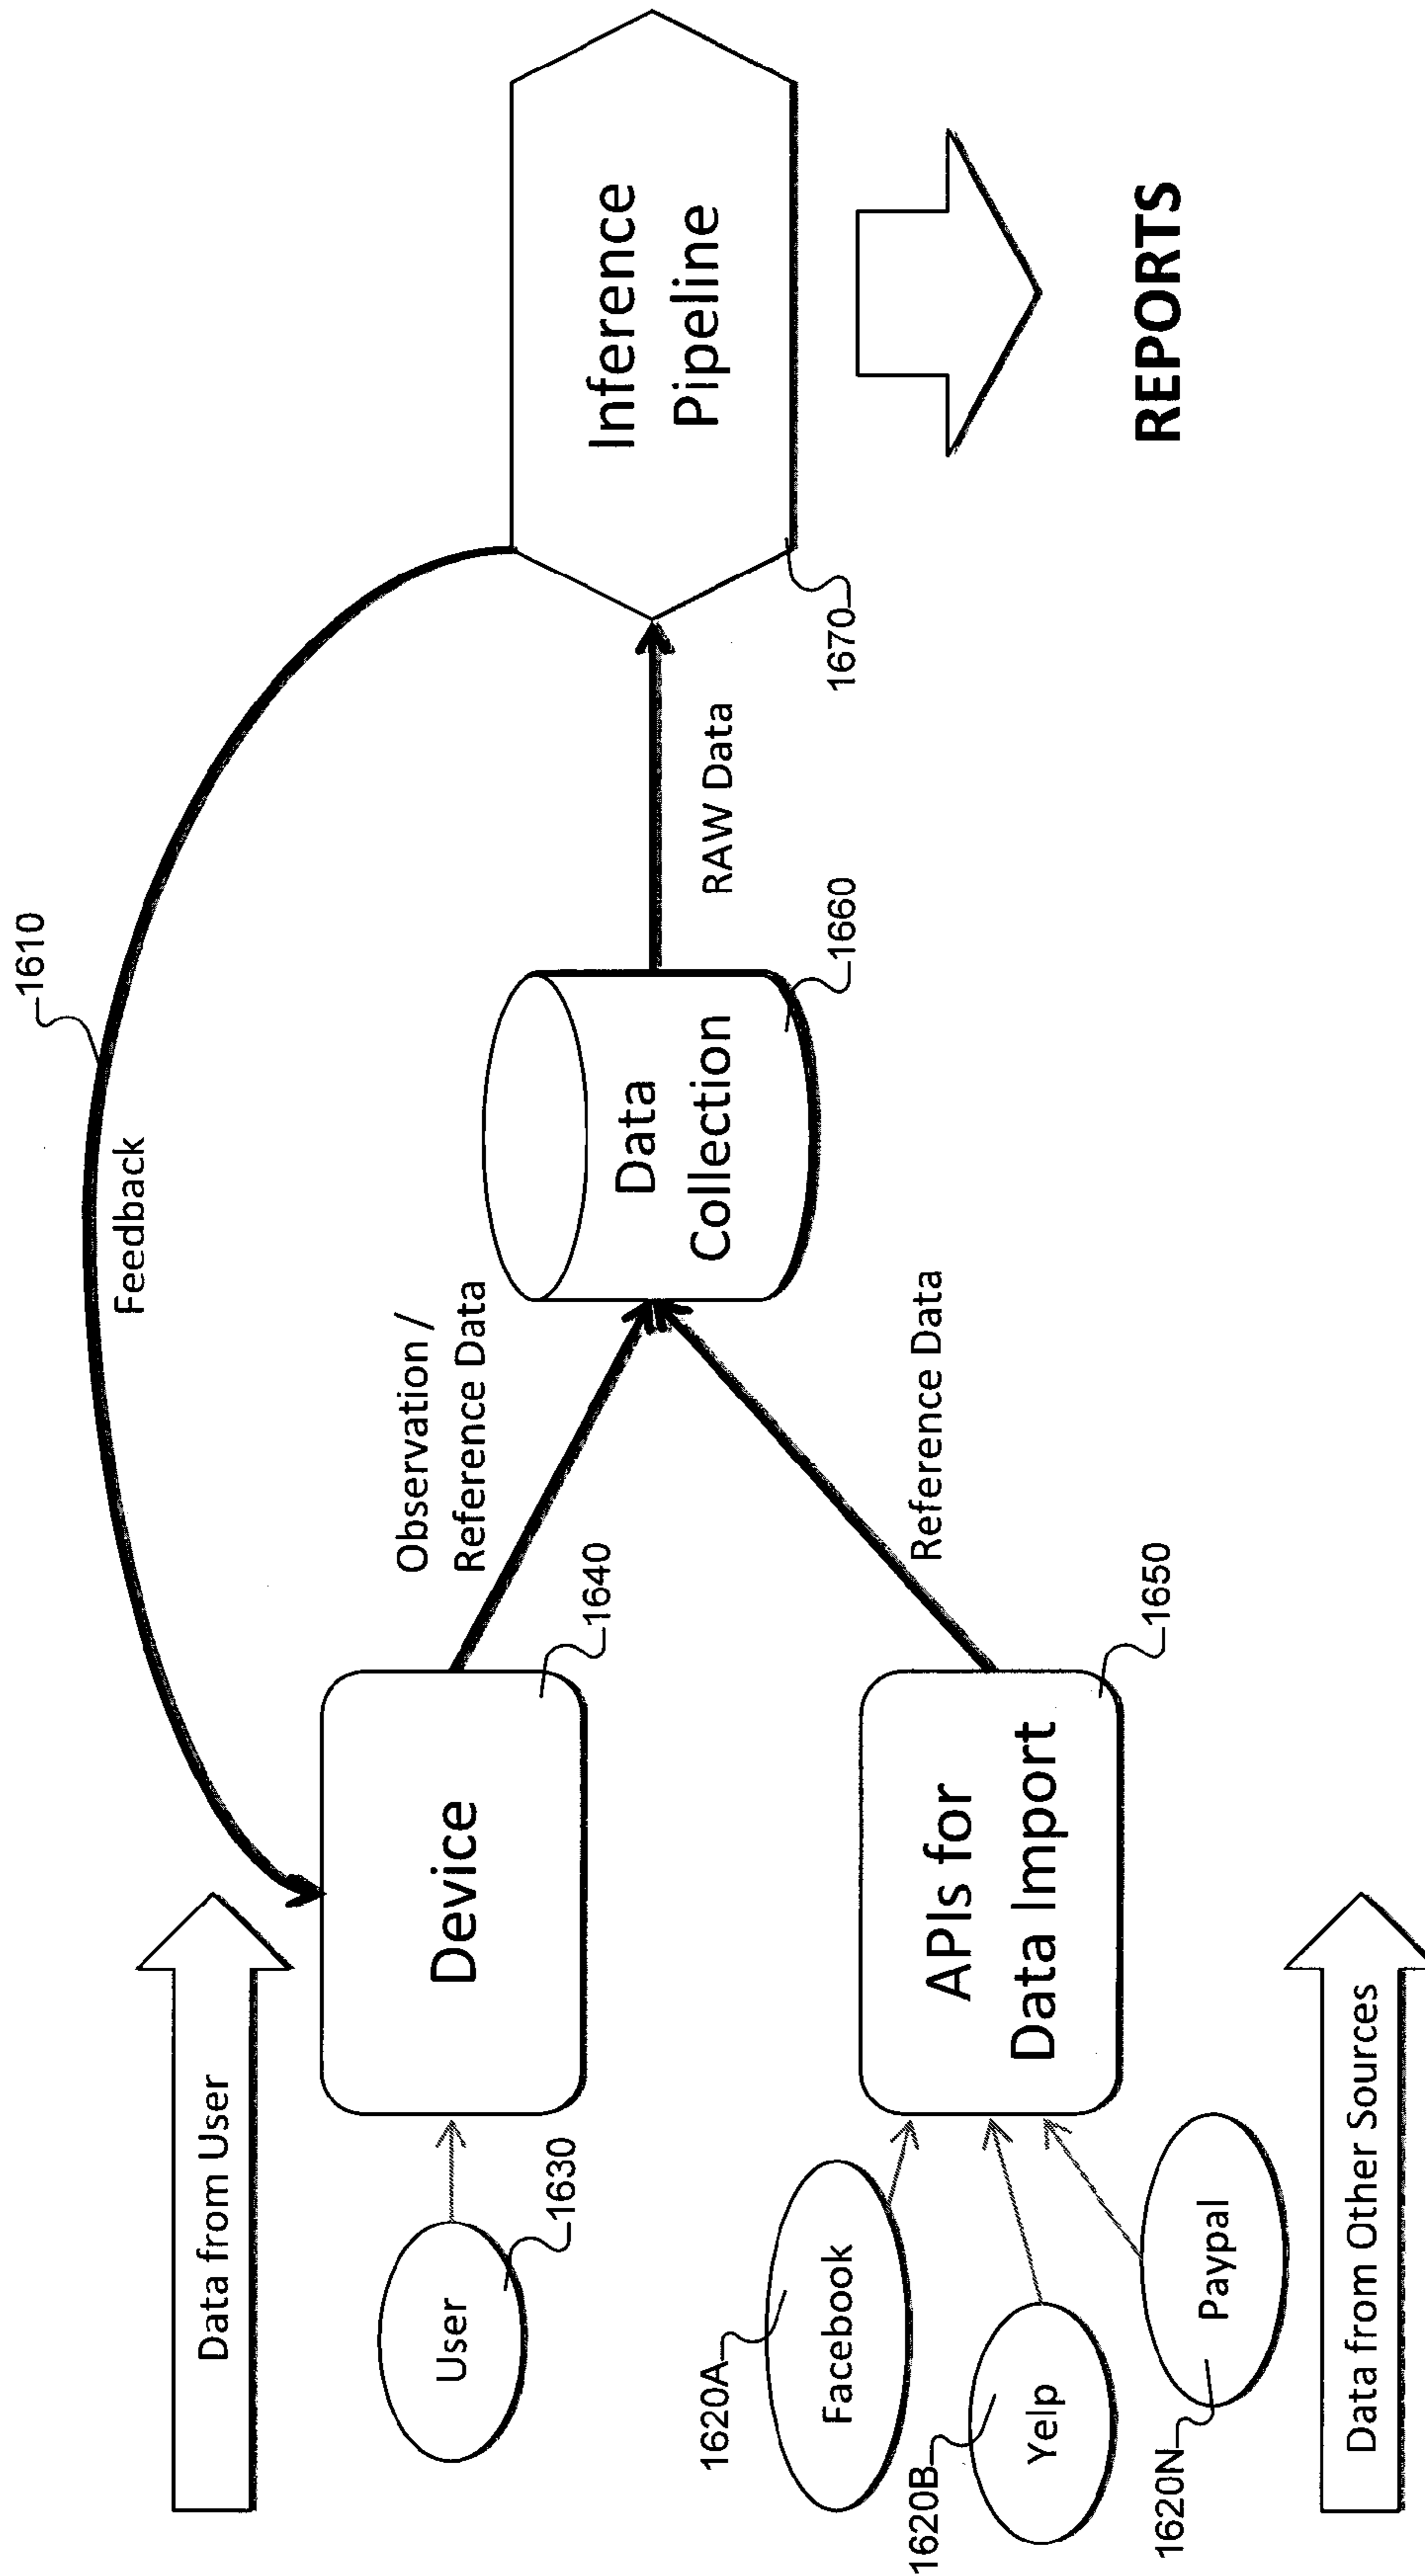 1610
Feedback
Data from User
User
1630
Device
1640
Observation /
Reference Data
Data
Collection
1660
RAW Data
Inference
Pipeline
1670
REPORTS
1620A
Facebook
1620B
Yelp
1620N
Paypal
APIs for
Data Import
1650
Reference Data
Data from Other Sources